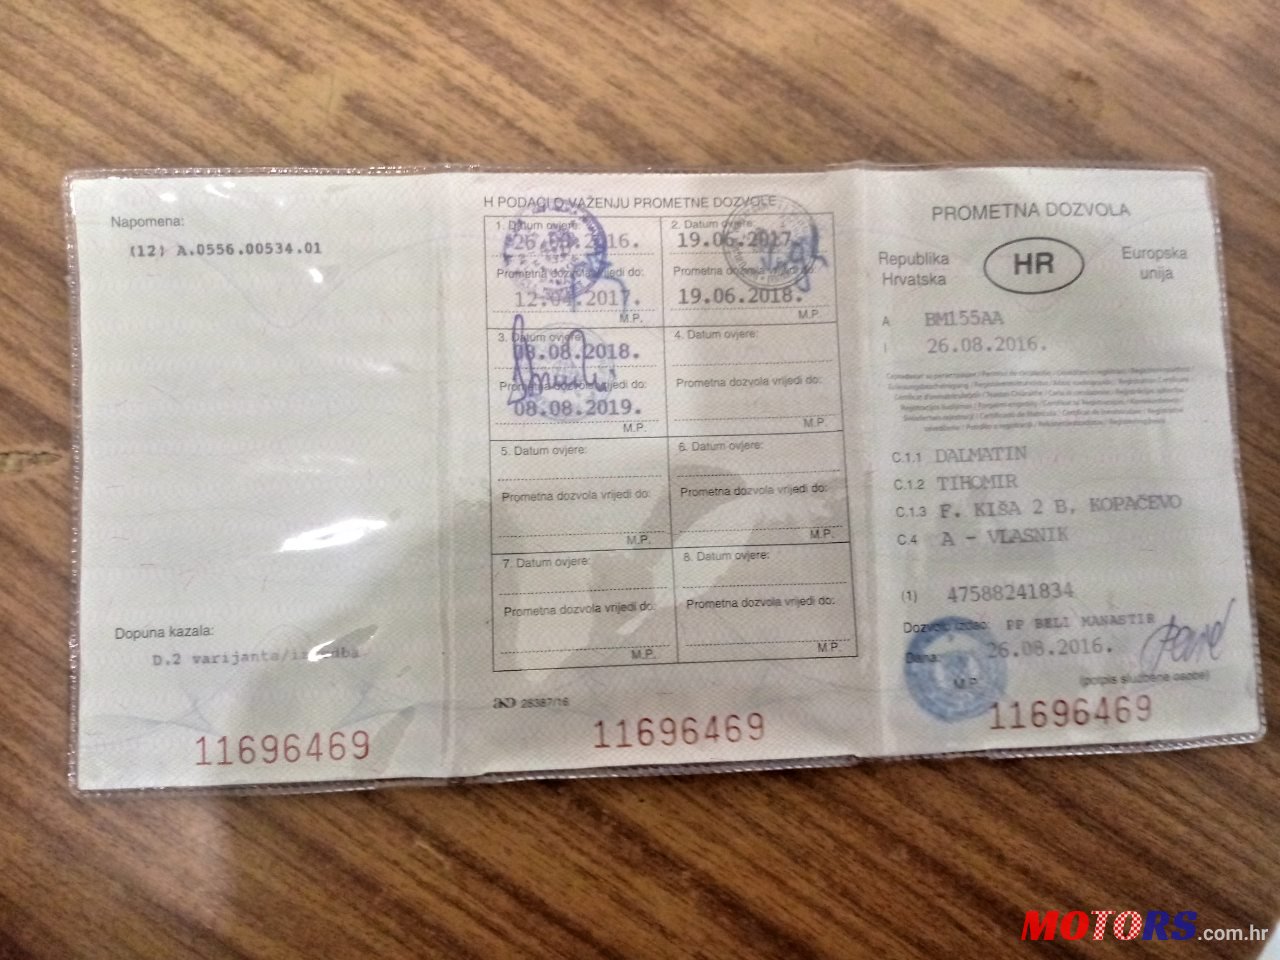 Napomena:
(12) A.0556.00534.01
Dopuna kazala:
D.2 varijanta/izvedba
11696469
H PODACI O VAŽENJU PROMETNE DOZVOLE
1. Datum ovjere:
26.08.2016.
Prometna dozvola vrijedi do:
12.04.2017.
M.P.
2. Datum ovjere:
19.06.2017.
Prometna dozvola vrijedi do:
19.06.2018.
M.P.
3. Datum ovjere:
08.08.2018.
Prometna dozvola vrijedi do:
08.08.2019.
M.P.
4. Datum ovjere:
Prometna dozvola vrijedi do:
M.P.
5. Datum ovjere:
Prometna dozvola vrijedi do:
M.P.
6. Datum ovjere:
Prometna dozvola vrijedi do:
M.P.
7. Datum ovjere:
Prometna dozvola vrijedi do:
M.P.
8. Datum ovjere:
Prometna dozvola vrijedi do:
M.P.
26387/16
11696469
PROMETNA DOZVOLA
Republika
Hrvatska
HR
Europska
unija
A BM155AA
I 26.08.2016.
C.1.1 DALMATIN
C.1.2 TIHOMIR
C.1.3 F. KIŠA 2 B, KOPAČEVO
C.4 A - VLASNIK
(1) 47588241834
Dozvolu izdao: PP BELI MANASTIR
Dana: 26.08.2016.
M.P. (potpis službene osobe)
11696469
MOTORS.com.hr